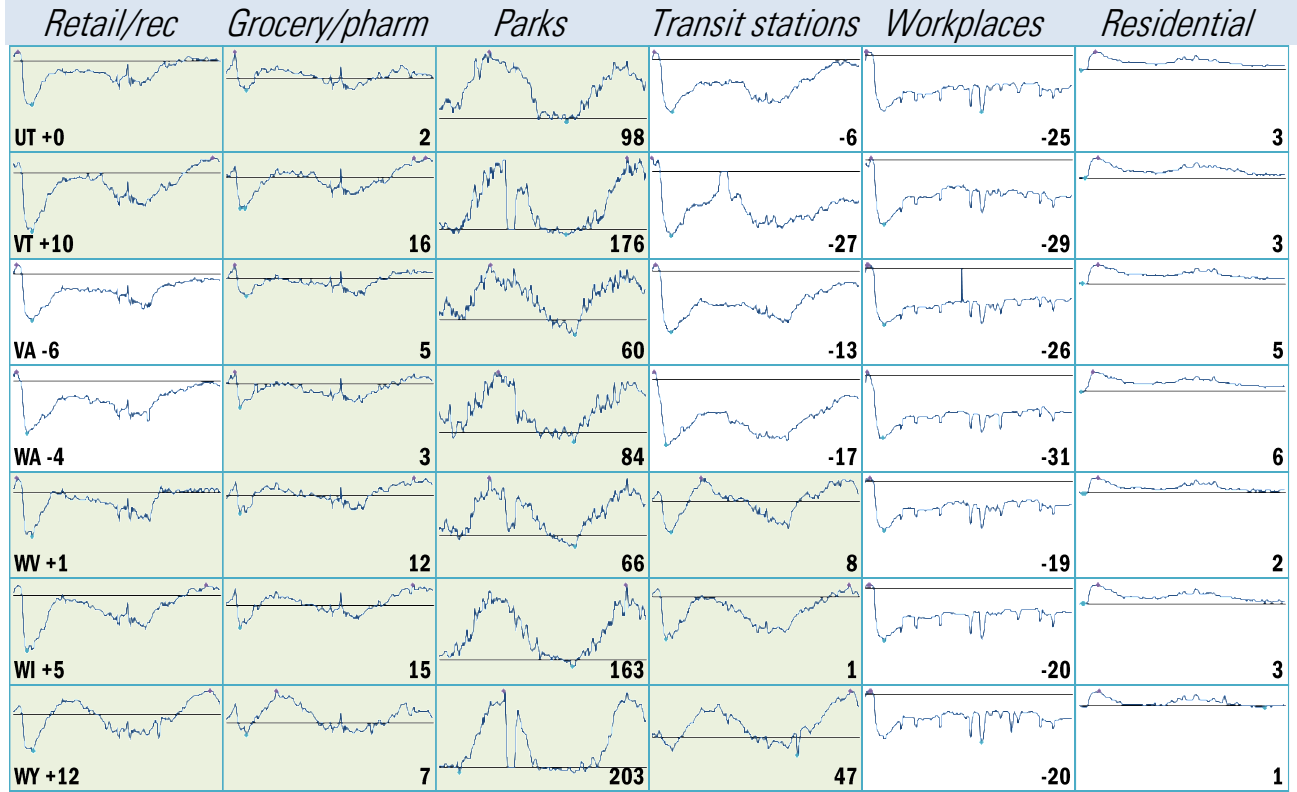 Retail/rec Grocery/pharm Parks Transit stations Workplaces Residential
UT +0 2 98 -6 -25 3
VT +10 16 176 -27 -29 3
VA -6 5 60 -13 -26 5
WA -4 3 84 -17 -31 6
WV +1 12 66 8 -19 2
WI +5 15 163 1 -20 3
WY +12 7 203 47 -20 1